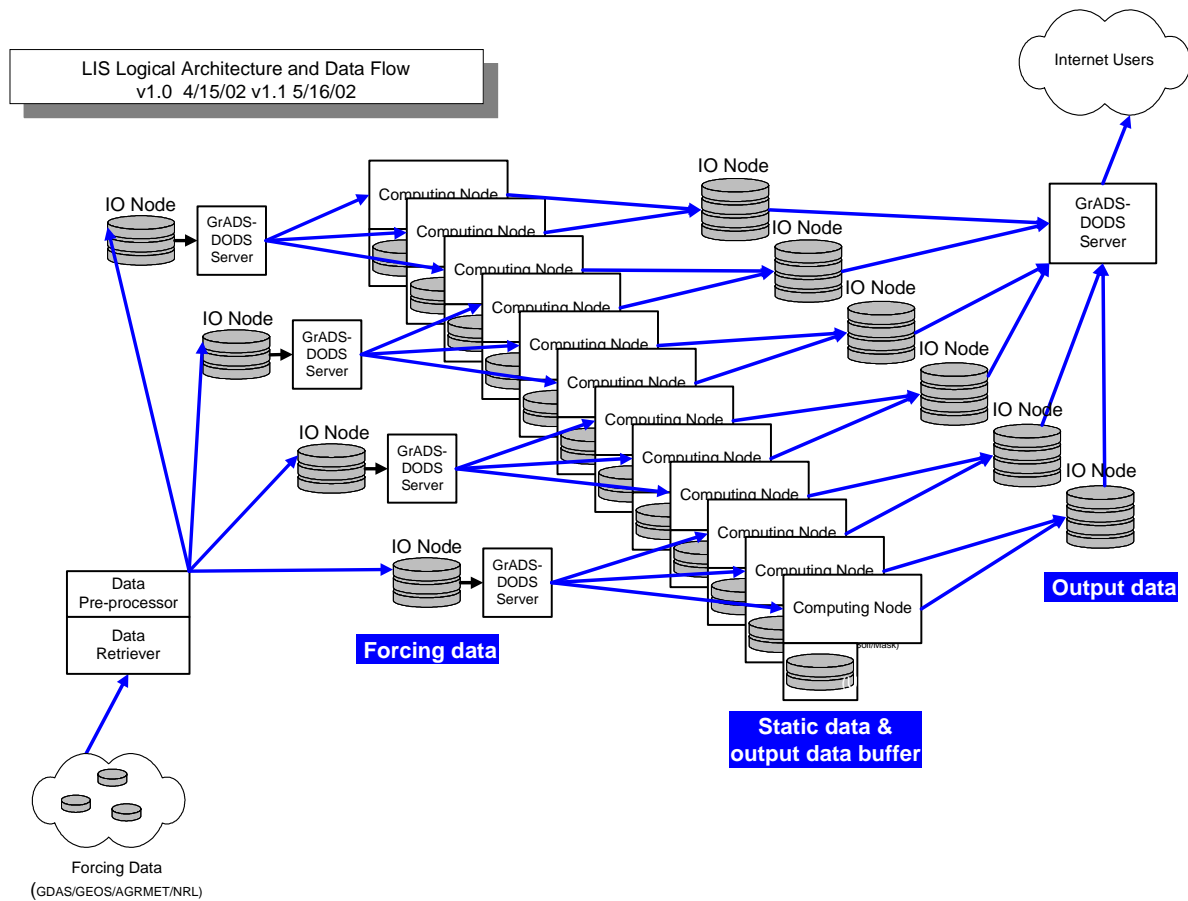 LIS Logical Architecture and Data Flow
v1.0 4/15/02 v1.1 5/16/02
Internet Users
IO Node
GrADS-
DODS
Server
IO Node
GrADS-
DODS
Server
IO Node
GrADS-
DODS
Server
IO Node
GrADS-
DODS
Server
Computing Node
Computing Node
Computing Node
Computing Node
Computing Node
Computing Node
Computing Node
Computing Node
Computing Node
Computing Node
Computing Node
Computing Node
Soil/Mask)
IO Node
IO Node
IO Node
IO Node
IO Node
IO Node
GrADS-
DODS
Server
Data
Pre-processor
Data
Retriever
Forcing data
Output data
Static data &
output data buffer
Forcing Data
(GDAS/GEOS/AGRMET/NRL)